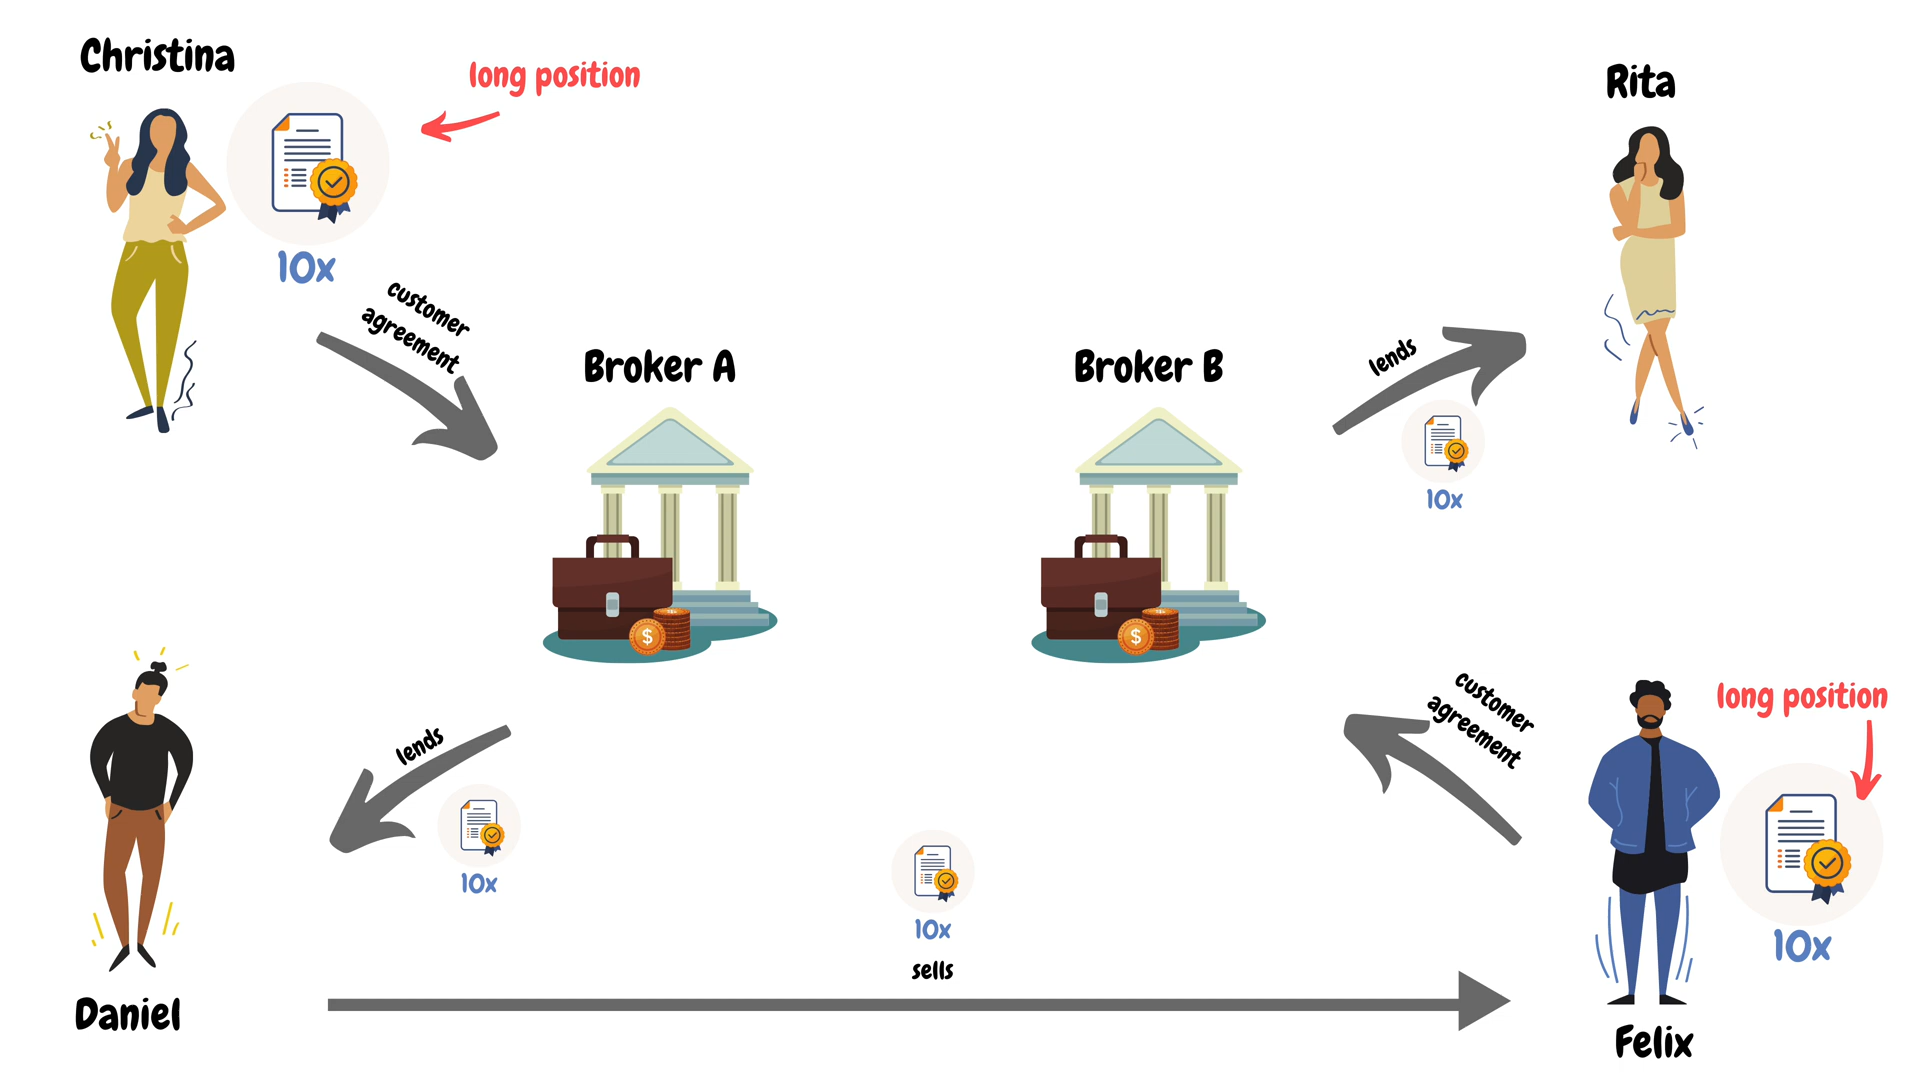 Christina
long position
10x
customer
agreement
Broker A
Broker B
lends
10x
Rita
lends
10x
10x
sells
customer
agreement
long position
10x
Daniel
Felix
$
$